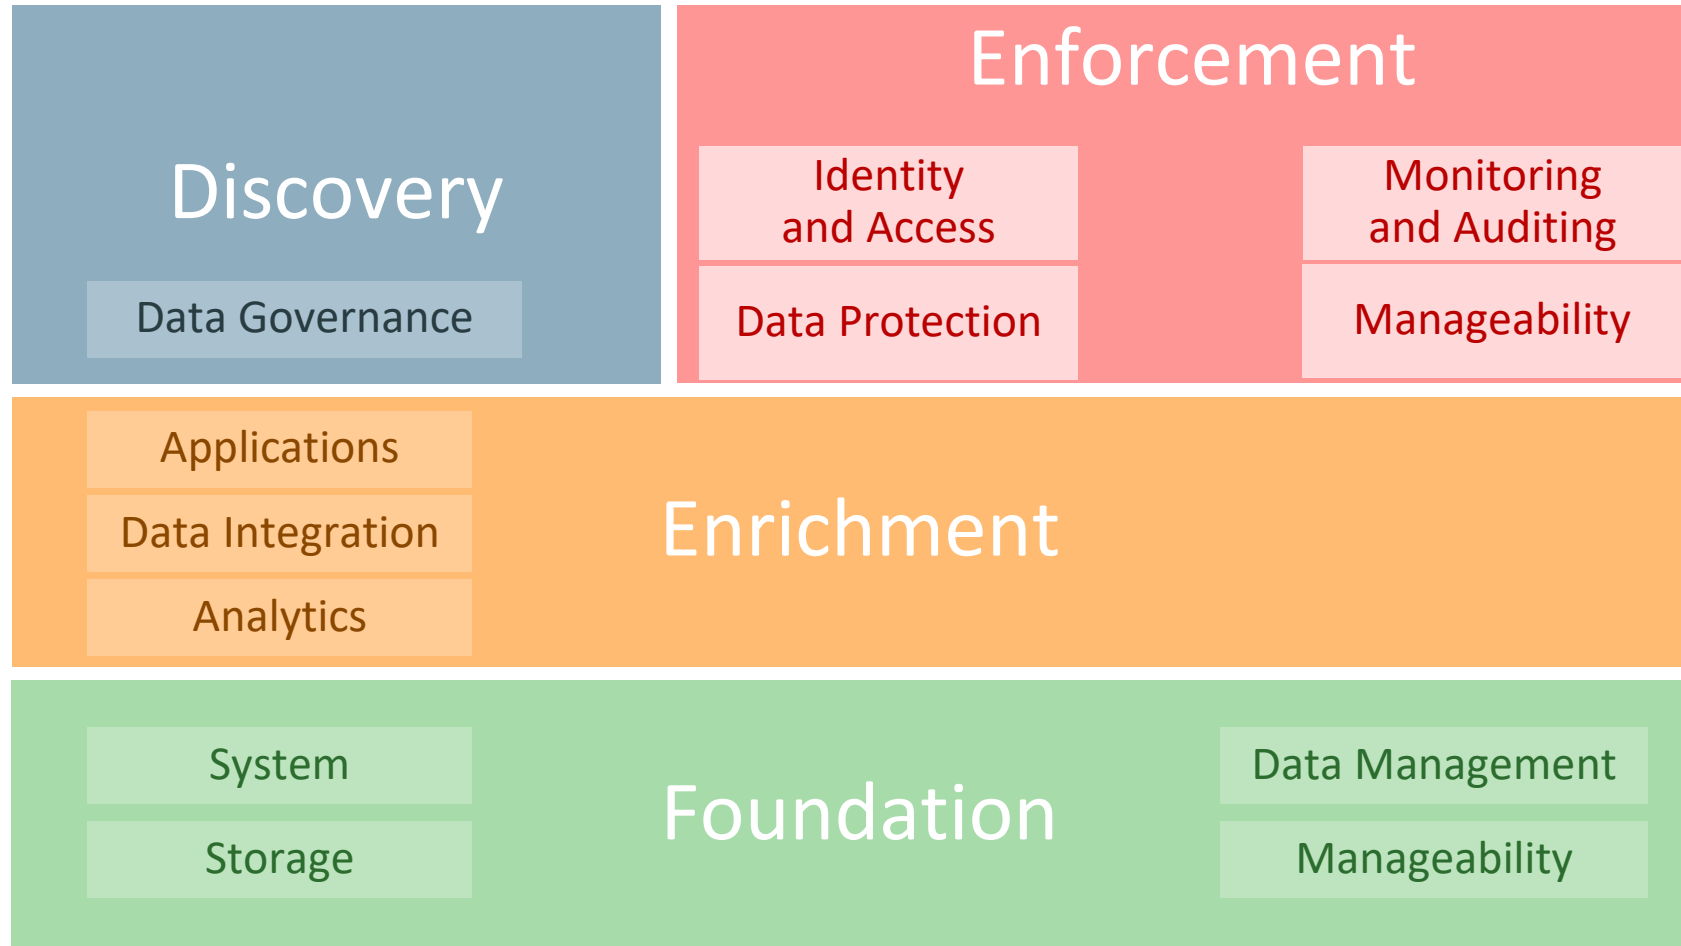 Discovery
Data Governance
Enforcement
Identity
and Access
Data Protection
Monitoring
and Auditing
Manageability
Applications
Data Integration
Analytics
Enrichment
System
Storage
Foundation
Data Management
Manageability